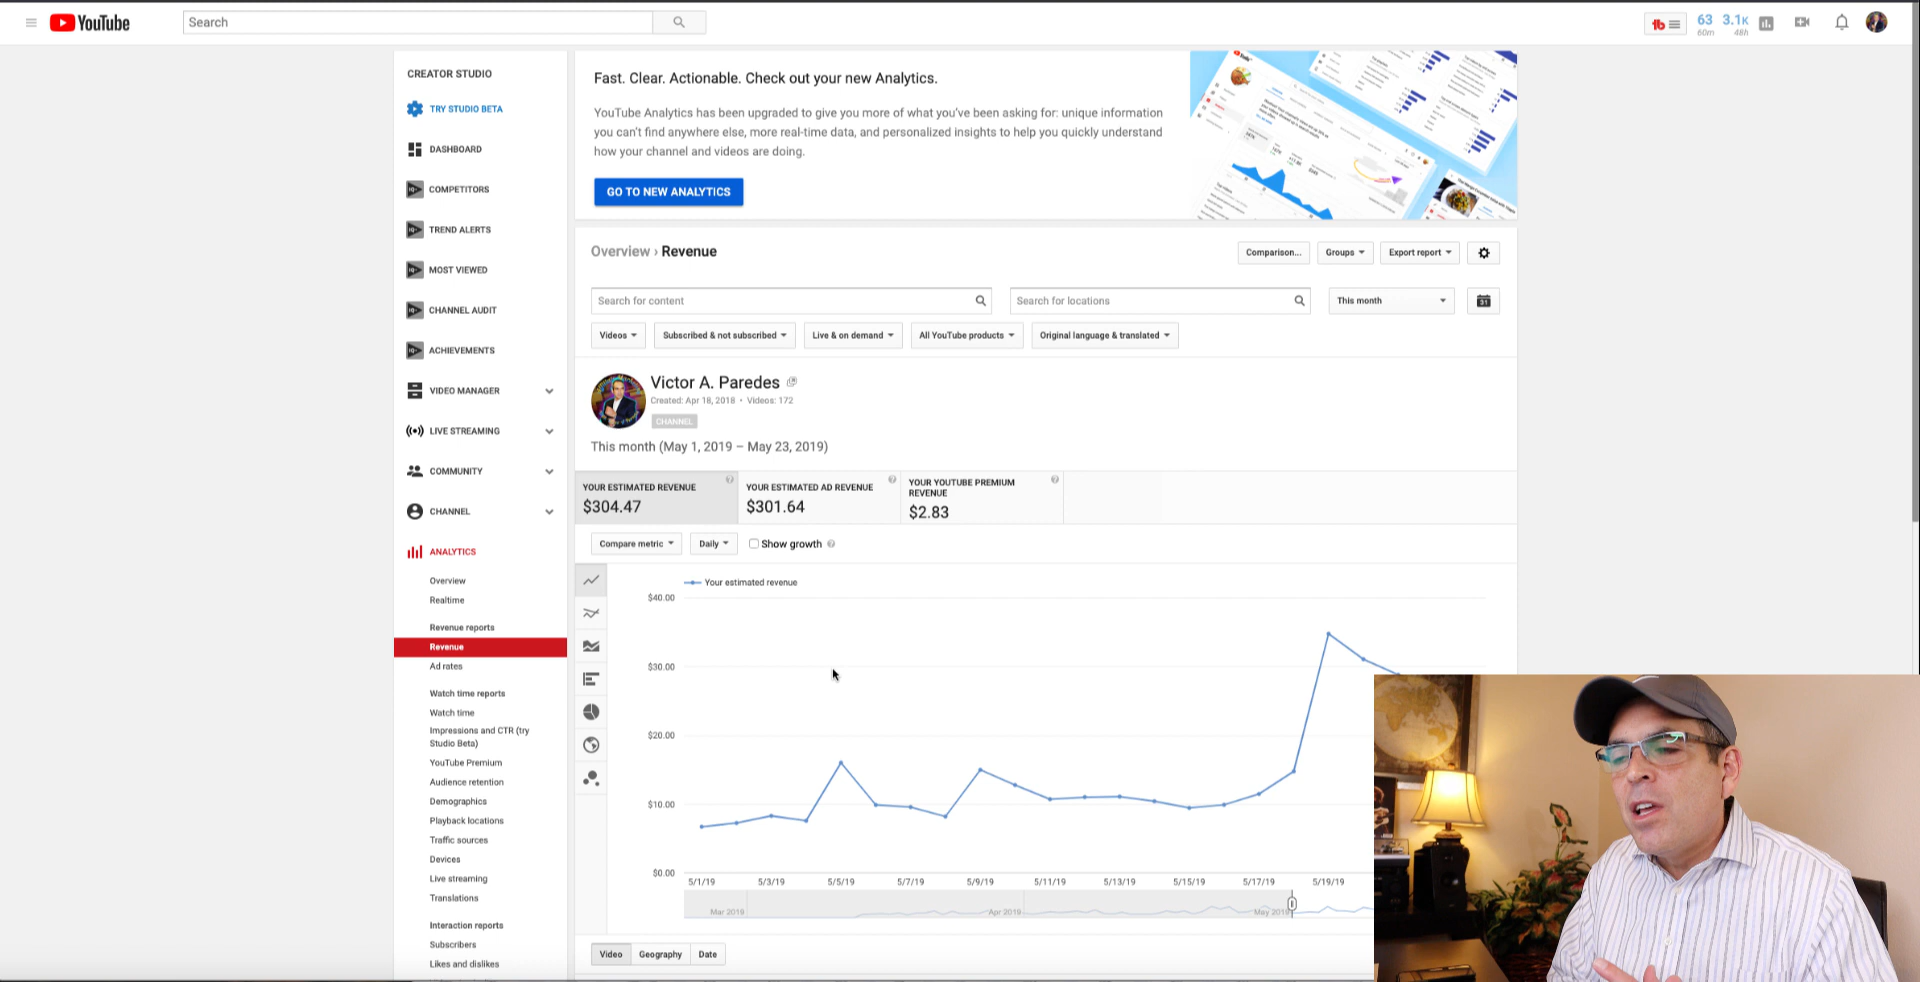 YouTube
Search
63
60m
3.1K
48h
CREATOR STUDIO
TRY STUDIO BETA
DASHBOARD
COMPETITORS
TREND ALERTS
MOST VIEWED
CHANNEL AUDIT
ACHIEVEMENTS
VIDEO MANAGER
LIVE STREAMING
COMMUNITY
CHANNEL
ANALYTICS
Overview
Realtime
Revenue reports
Revenue
Ad rates
Watch time reports
Watch time
Impressions and CTR (try
Studio Beta)
YouTube Premium
Audience retention
Demographics
Playback locations
Traffic sources
Devices
Live streaming
Translations
Interaction reports
Subscribers
Likes and dislikes
Fast. Clear. Actionable. Check out your new Analytics.
YouTube Analytics has been upgraded to give you more of what you've been asking for: unique information
you can't find anywhere else, more real-time data, and personalized insights to help you quickly understand
how your channel and videos are doing.
GO TO NEW ANALYTICS
Overview › Revenue
Comparison...
Groups
Export report
Search for content
Search for locations
This month
31
Videos
Subscribed & not subscribed
Live & on demand
All YouTube products
Original language & translated
Victor A. Paredes
Created: Apr 18, 2018 • Videos: 172
CHANNEL
This month (May 1, 2019 – May 23, 2019)
YOUR ESTIMATED REVENUE
$304.47
YOUR ESTIMATED AD REVENUE
$301.64
YOUR YOUTUBE PREMIUM
REVENUE
$2.83
Compare metric
Daily
Show growth
Your estimated revenue
$40.00
$30.00
$20.00
$10.00
$0.00
5/1/19
5/3/19
5/5/19
5/7/19
5/9/19
5/11/19
5/13/19
5/15/19
5/17/19
5/19/19
Mar 2019
Apr 2019
May 2019
Video
Geography
Date